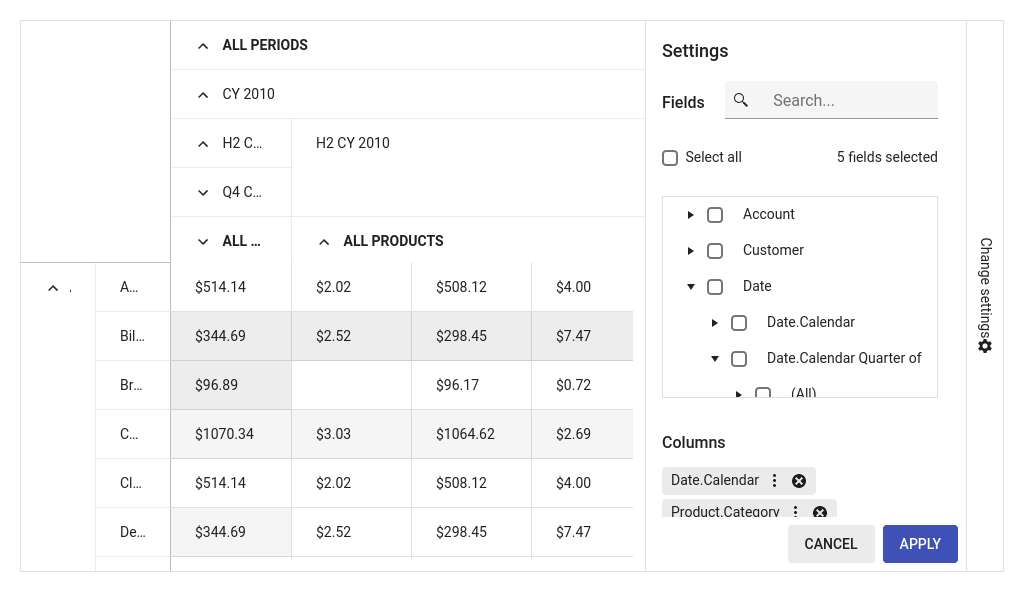 ALL PERIODS
CY 2010
H2 C... H2 CY 2010
Q4 C...
ALL ... ALL PRODUCTS
. A... $514.14 $2.02 $508.12 $4.00
Bil... $344.69 $2.52 $298.45 $7.47
Br... $96.89 $96.17 $0.72
C... $1070.34 $3.03 $1064.62 $2.69
Cl... $514.14 $2.02 $508.12 $4.00
De... $344.69 $2.52 $298.45 $7.47
Settings
Fields Search...
Select all 5 fields selected
Account
Customer
Date
Date.Calendar
Date.Calendar Quarter of
(All)
Columns
Date.Calendar
Product.Category
CANCEL APPLY
Change settings